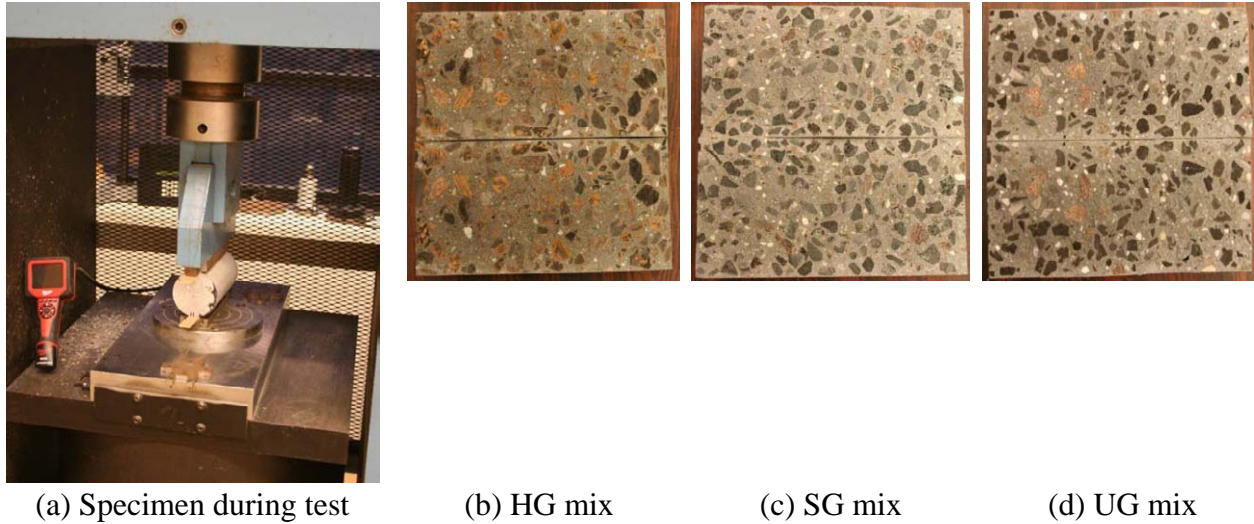 (a) Specimen during test
(b) HG mix
(c) SG mix
(d) UG mix